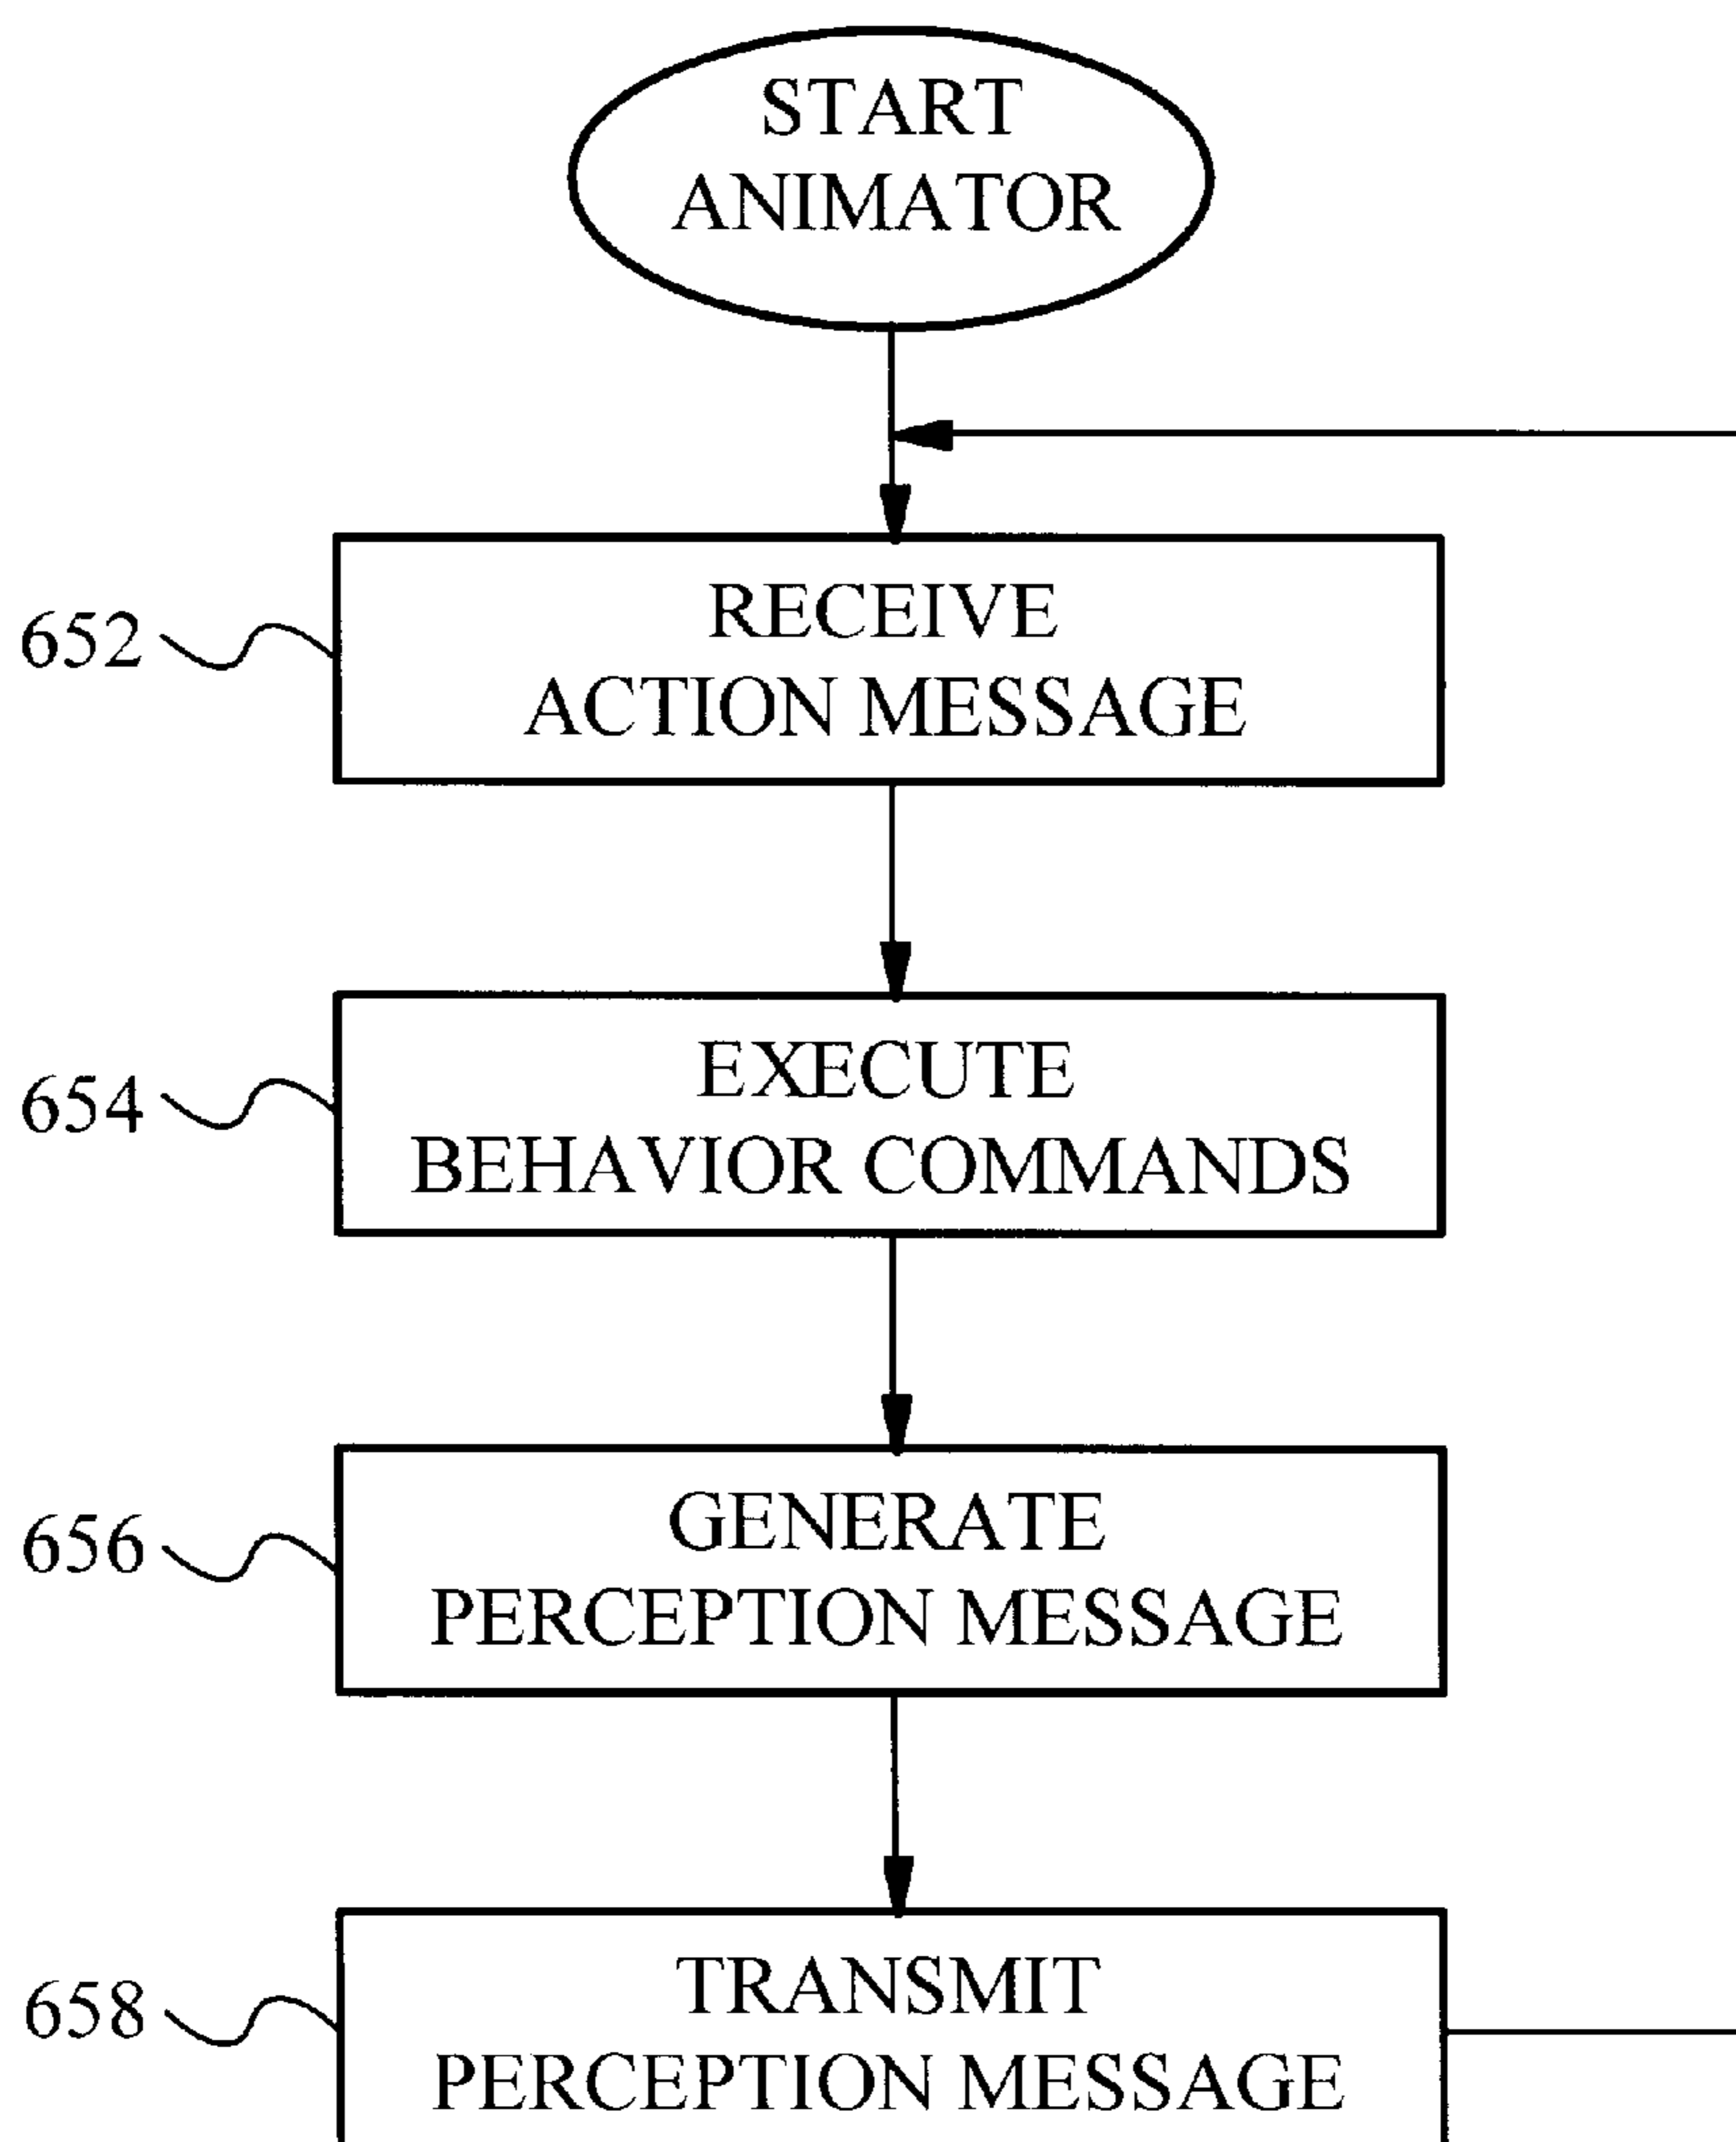 START
ANIMATOR
652
RECEIVE
ACTION MESSAGE
654
EXECUTE
BEHAVIOR COMMANDS
656
GENERATE
PERCEPTION MESSAGE
658
TRANSMIT
PERCEPTION MESSAGE